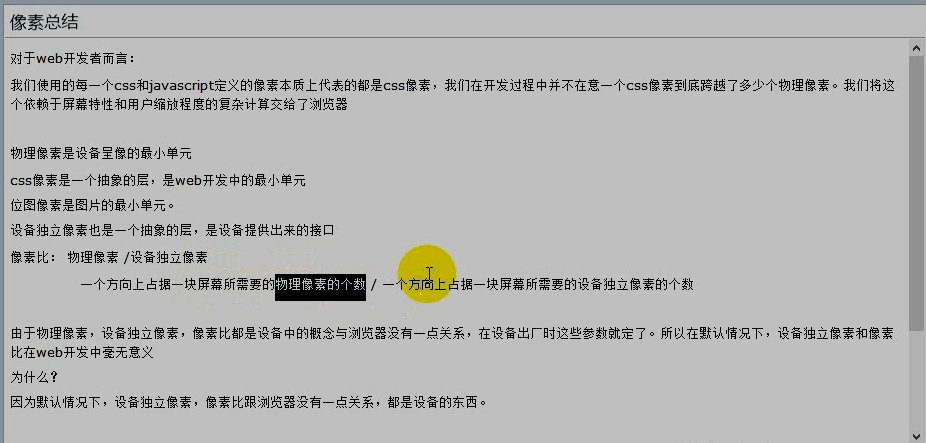 像素总结
对于web开发者而言：
我们使用的每一个css和javascript定义的像素本质上代表的都是css像素，我们在开发过程中并不在意一个css像素到底跨越了多少个物理像素。我们将这
个依赖于屏幕特性和用户缩放程度的复杂计算交给了浏览器
物理像素是设备呈像的最小单元
css像素是一个抽象的层，是web开发中的最小单元
位图像素是图片的最小单元。
设备独立像素也是一个抽象的层，是设备提供出来的接口
像素比： 物理像素 /设备独立像素
一个方向上占据一块屏幕所需要的物理像素的个数 / 一个方向上占据一块屏幕所需要的设备独立像素的个数
由于物理像素，设备独立像素，像素比都是设备中的概念与浏览器没有一点关系，在设备出厂时这些参数就定了。所以在默认情况下，设备独立像素和像素
比在web开发中毫无意义
为什么？
因为默认情况下，设备独立像素，像素比跟浏览器没有一点关系，都是设备的东西。